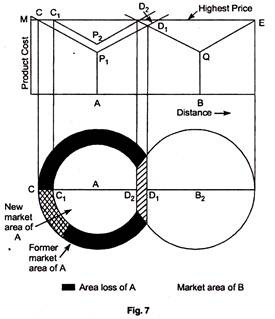 Highest Price
M
C
C1
D2
D1
E
Product Cost
P2
P1
Q
A
B
Distance →
C
C1
A
D2
D1
B2
New
market
area of
A
Former
market
area of A
Area loss of A
Market area of B
Fig. 7